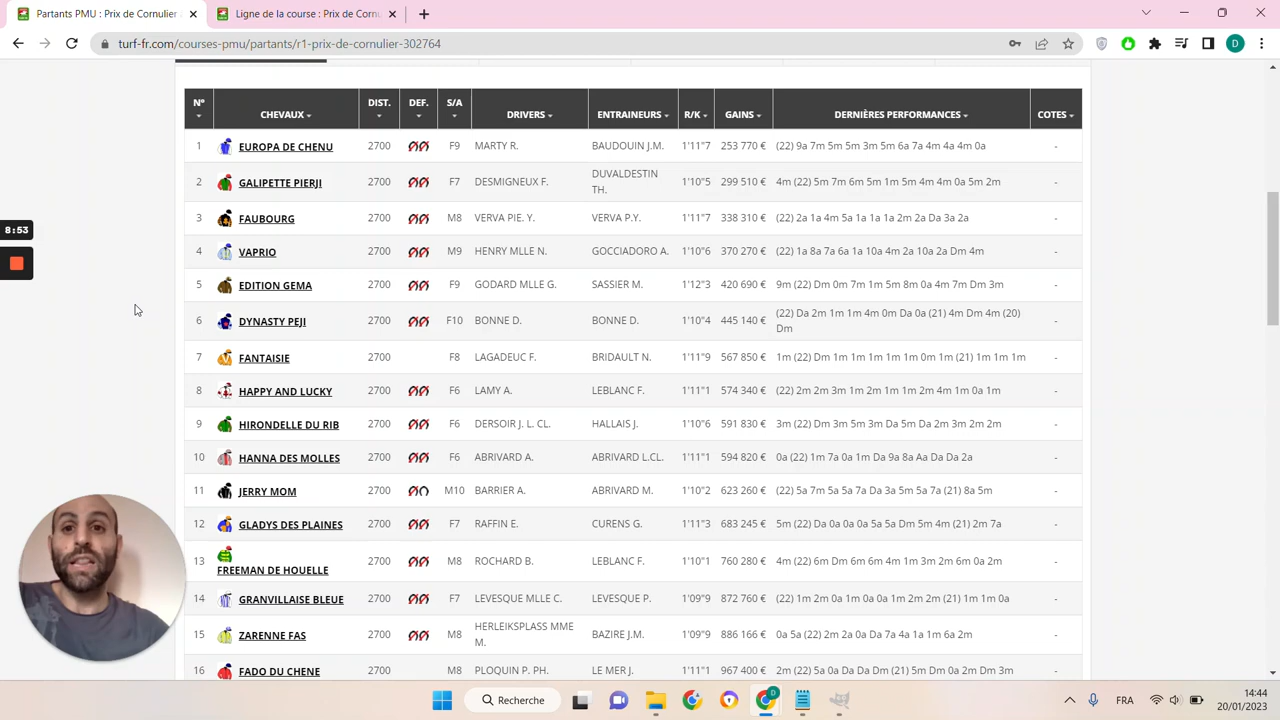 Partants PMU : Prix de Cornulier
Ligne de la course : Prix de Corn
turf-fr.com/courses-pmu/partants/r1-prix-de-cornulier-302764
D
N° CHEVAUX DIST. DEF. S/A DRIVERS ENTRAINEURS R/K GAINS DERNIÈRES PERFORMANCES COTES
1 EUROPA DE CHENU 2700 F9 MARTY R. BAUDOUIN J.M. 1'11"7 253 770 € (22) 9a 7m 5m 5m 3m 5m 6a 7a 4m 4a 4m 0a -
2 GALIPETTE PIERJI 2700 F7 DESMIGNEUX F. DUVALDESTIN TH. 1'10"5 299 510 € 4m (22) 5m 7m 6m 5m 1m 5m 4m 4m 0a 5m 2m -
3 FAUBOURG 2700 M8 VERVA PIE. Y. VERVA P.Y. 1'11"7 338 310 € (22) 2a 1a 4m 5a 1a 1a 1a 2m 2a Da 3a 2a -
4 VAPRIO 2700 M9 HENRY MLLE N. GOCCIADORO A. 1'10"6 370 270 € (22) 1a 8a 7a 6a 1a 10a 4m 2a 10a 2a Dm 4m -
5 EDITION GEMA 2700 F9 GODARD MLLE G. SASSIER M. 1'12"3 420 690 € 9m (22) Dm 0m 7m 1m 5m 8m 0a 4m 7m Dm 3m -
6 DYNASTY PEJI 2700 F10 BONNE D. BONNE D. 1'10"4 445 140 € (22) Da 2m 1m 1m 4m 0m Da 0a (21) 4m Dm 4m (20) Dm -
7 FANTAISIE 2700 F8 LAGADEUC F. BRIDAULT N. 1'11"9 567 850 € 1m (22) Dm 1m 1m 1m 1m 1m 0m 1m (21) 1m 1m 1m -
8 HAPPY AND LUCKY 2700 F6 LAMY A. LEBLANC F. 1'11"1 574 340 € (22) 2m 2m 3m 1m 2m 1m 1m 2m 4m 1m 0a 1m -
9 HIRONDELLE DU RIB 2700 F6 DERSOIR J. L. CL. HALLAIS J. 1'10"6 591 830 € 3m (22) Dm 3m 5m 3m Da 5m Da 2m 3m 2m 2m -
10 HANNA DES MOLLES 2700 F6 ABRIVARD A. ABRIVARD L.CL. 1'11"1 594 820 € 0a (22) 1m 7a 0a 1m Da 9a 8a Aa Da Da 2a -
11 JERRY MOM 2700 M10 BARRIER A. ABRIVARD M. 1'10"2 623 260 € (22) 5a 7m 5a 5a 7a Da 3a 5m 5a 7a (21) 8a 5m -
12 GLADYS DES PLAINES 2700 F7 RAFFIN E. CURENS G. 1'11"3 683 245 € 5m (22) Da 0a 0a 0a 5a 5a Dm 5m 4m (21) 2m 7a -
13 FREEMAN DE HOUELLE 2700 M8 ROCHARD B. LEBLANC F. 1'10"1 760 280 € 4m (22) 6m Dm 6m 6m 4m 1m 3m 2m 6m 0a 2m -
14 GRANVILLAISE BLEUE 2700 F7 LEVESQUE MLLE C. LEVESQUE P. 1'09"9 872 760 € (22) 1m 2m 0a 1m 0a 0a 1m 2m 2m (21) 1m 1m 0a -
15 ZARENNE FAS 2700 M8 HERLEIKSPLASS MME M. BAZIRE J.M. 1'09"9 886 166 € 0a 5a (22) 2m 2a 0a Da 7a 4a 1a 1m 6a 2m -
16 FADO DU CHENE 2700 M8 PLOQUIN P. PH. LE MER J. 1'11"1 967 400 € 2m (22) 5a 0a Da Da Dm (21) 5m Dm 0a 2m Dm 3m -
8:53
Recherche
D
FRA
14:44
20/01/2023